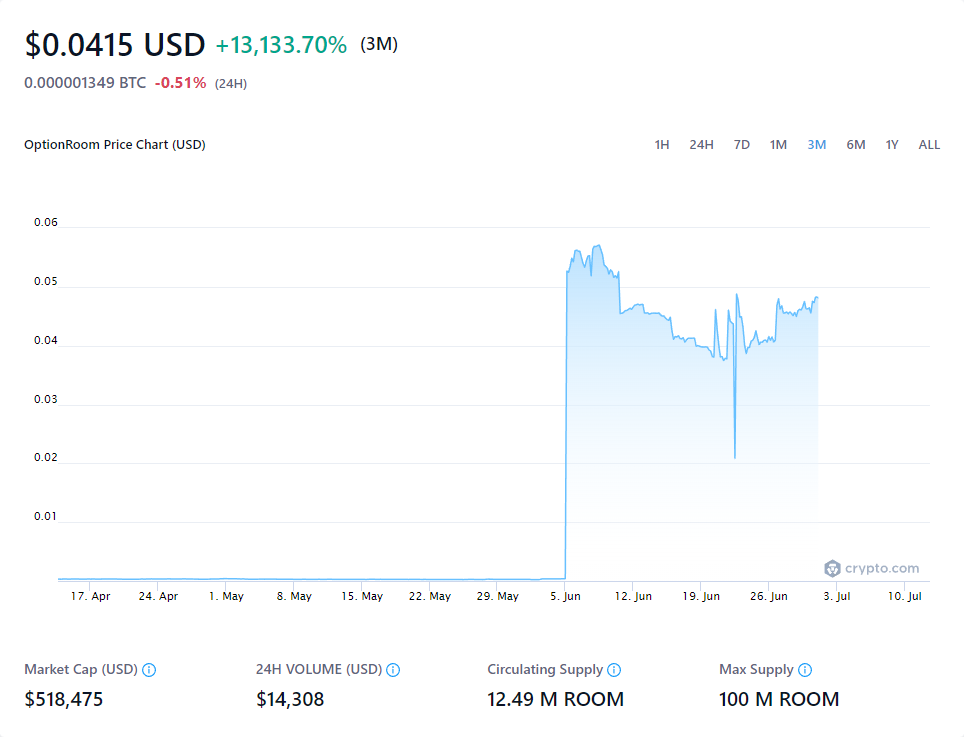 $0.0415 USD +13,133.70% (3M)
0.000001349 BTC -0.51% (24H)
OptionRoom Price Chart (USD) 1H 24H 7D 1M 3M 6M 1Y ALL
0.06
0.05
0.04
0.03
0.02
0.01
crypto.com
17. Apr 24. Apr 1. May 8. May 15. May 22. May 29. May 5. Jun 12. Jun 19. Jun 26. Jun 3. Jul 10. Jul
Market Cap (USD) 24H VOLUME (USD) Circulating Supply Max Supply
$518,475 $14,308 12.49 M ROOM 100 M ROOM